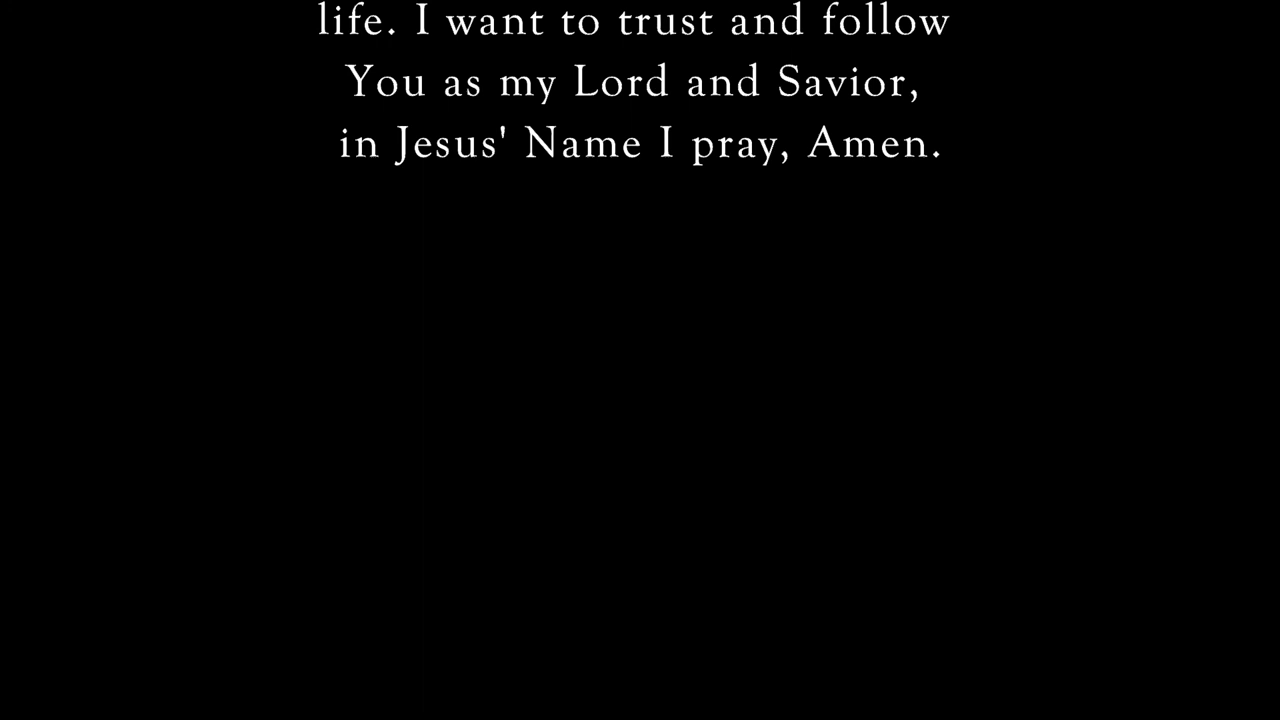 life. I want to trust and follow
You as my Lord and Savior,
in Jesus' Name I pray, Amen.